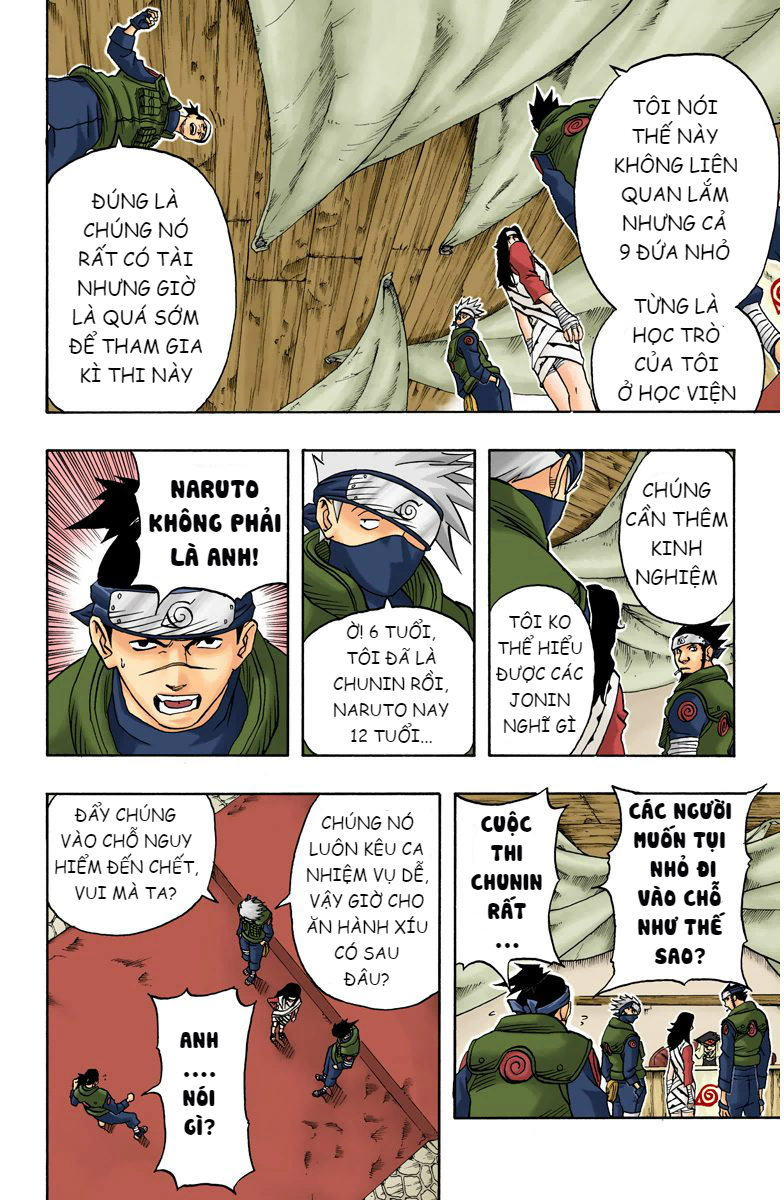 TÔI NÓI
THẾ NÀY
KHÔNG LIÊN
QUAN LẮM
NHƯNG CẢ
9 ĐỨA NHỎ
TỪNG LÀ
HỌC TRÒ
CỦA TÔI
Ở HỌC VIỆN
ĐÚNG LÀ
CHÚNG NÓ
RẤT CÓ TÀI
NHƯNG GIỜ
LÀ QUÁ SỚM
ĐỂ THAM GIA
KÌ THI NÀY
CHÚNG
CẦN THÊM
KINH
NGHIỆM
TÔI KO
THỂ HIỂU
ĐƯỢC CÁC
JONIN
NGHĨ GÌ
Ờ! 6 TUỔI,
TÔI ĐÃ LÀ
CHUNIN RỒI,
NARUTO NAY
12 TUỔI...
NARUTO
KHÔNG PHẢI
LÀ ANH!
CÁC NGƯỜI
MUỐN TỤI
NHỎ ĐI
VÀO CHỖ
NHƯ THẾ
SAO?
CUỘC
THI
CHUNIN
RẤT
...
CHÚNG NÓ
LUÔN KÊU CA
NHIỆM VỤ DỄ,
VẬY GIỜ CHO
ĂN HÀNH XÍU
CÓ SAO
ĐÂU?
ĐẨY CHÚNG
VÀO CHỖ NGUY
HIỂM ĐẾN CHẾT,
VUI MÀ TA?
ANH
....
NÓI
GÌ?